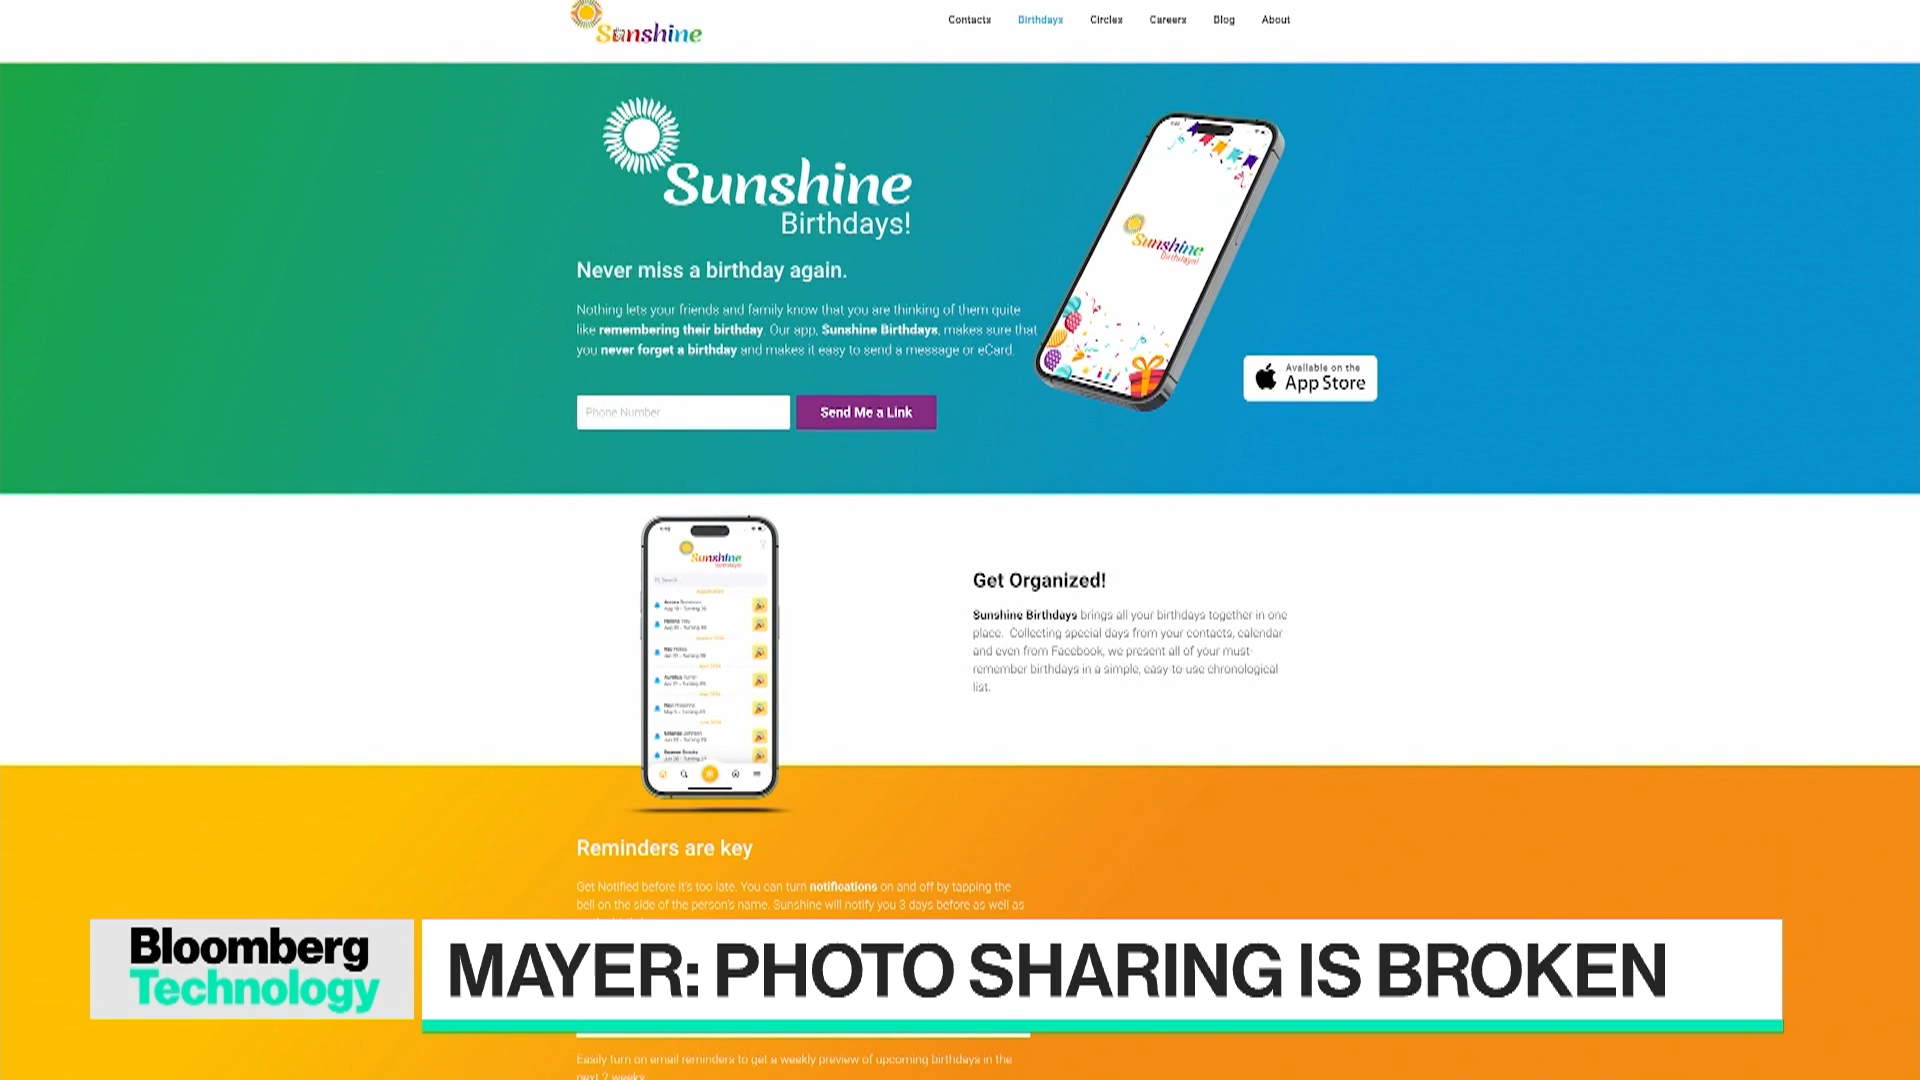 Sunshine
Contacts Birthdays Circles Careers Blog About
Sunshine
Birthdays!
Never miss a birthday again.
Nothing lets your friends and family know that you are thinking of them quite
like remembering their birthday. Our app, Sunshine Birthdays, makes sure that
you never forget a birthday and makes it easy to send a message or eCard.
Phone Number
Send Me a Link
Sunshine
Birthdays!
Available on the
App Store
Sunshine
Birthdays!
Search
Get Organized!
Sunshine Birthdays brings all your birthdays together in one
place. Collecting special days from your contacts, calendar
and even from Facebook, we present all of your must-
remember birthdays in a simple, easy-to-use chronological
list.
Reminders are key
Get Notified before it's too late. You can turn notifications on and off by tapping the
bell on the side of the person's name. Sunshine will notify you 3 days before as well as
Bloomberg
Technology
MAYER: PHOTO SHARING IS BROKEN
Easily turn on email reminders to get a weekly preview of upcoming birthdays in the
next 2 weeks